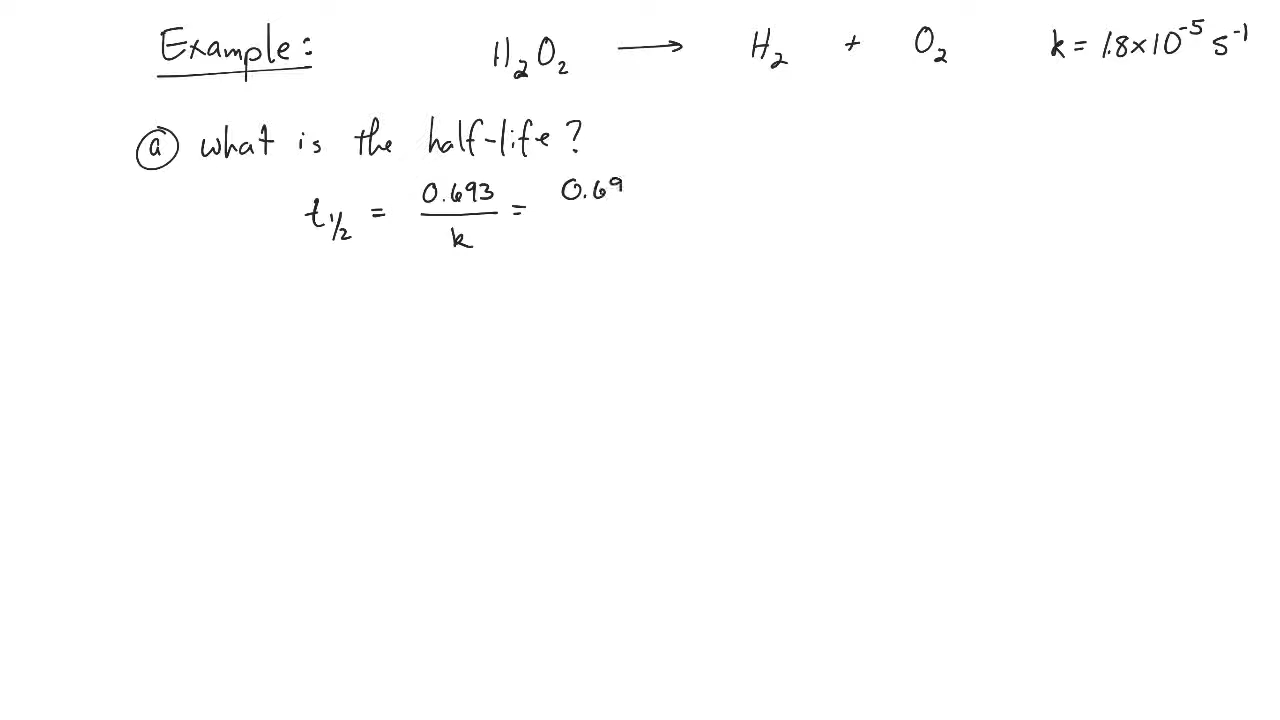 Example: H₂O₂ ⟶ H₂ + O₂ k = 1.8×10⁻⁵ s⁻¹
ⓐ what is the half-life?
t₁/₂ = 0.693/k = 0.69